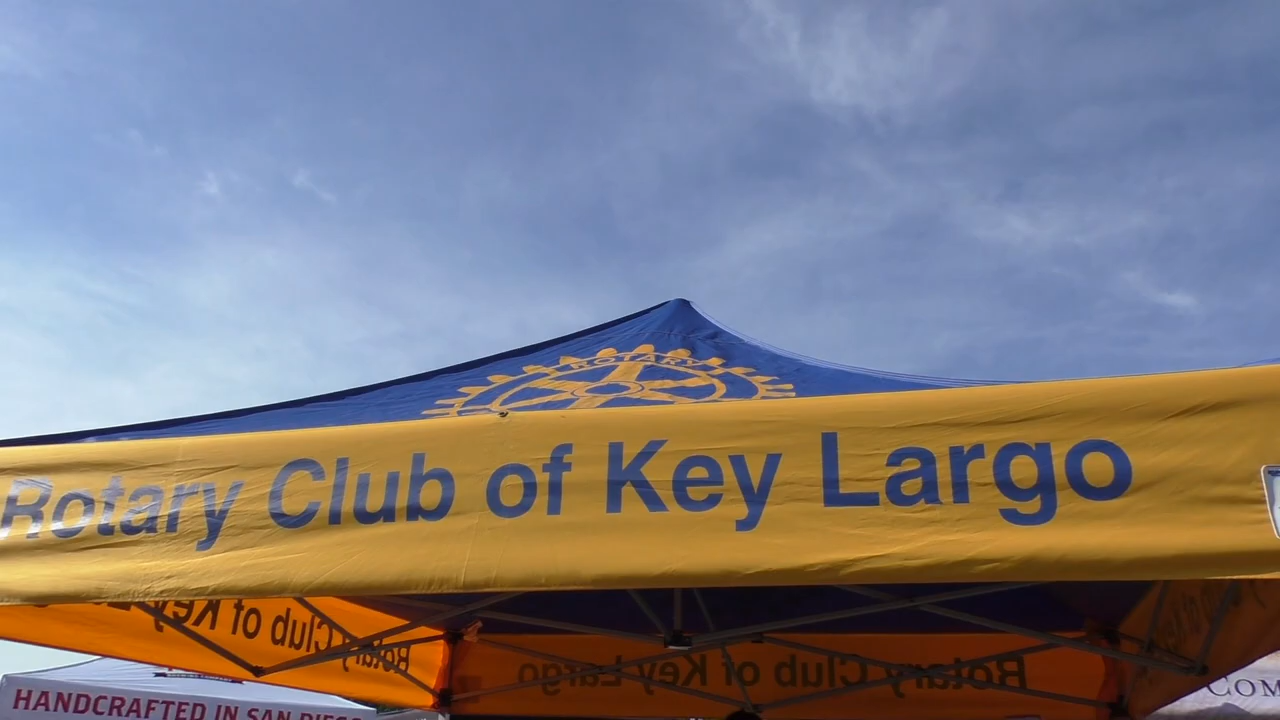 ROTARY
Rotary Club of Key Largo
Rotary Club of Key
Rotary Club of Key Largo
HANDCRAFTED IN SAN DIEGO